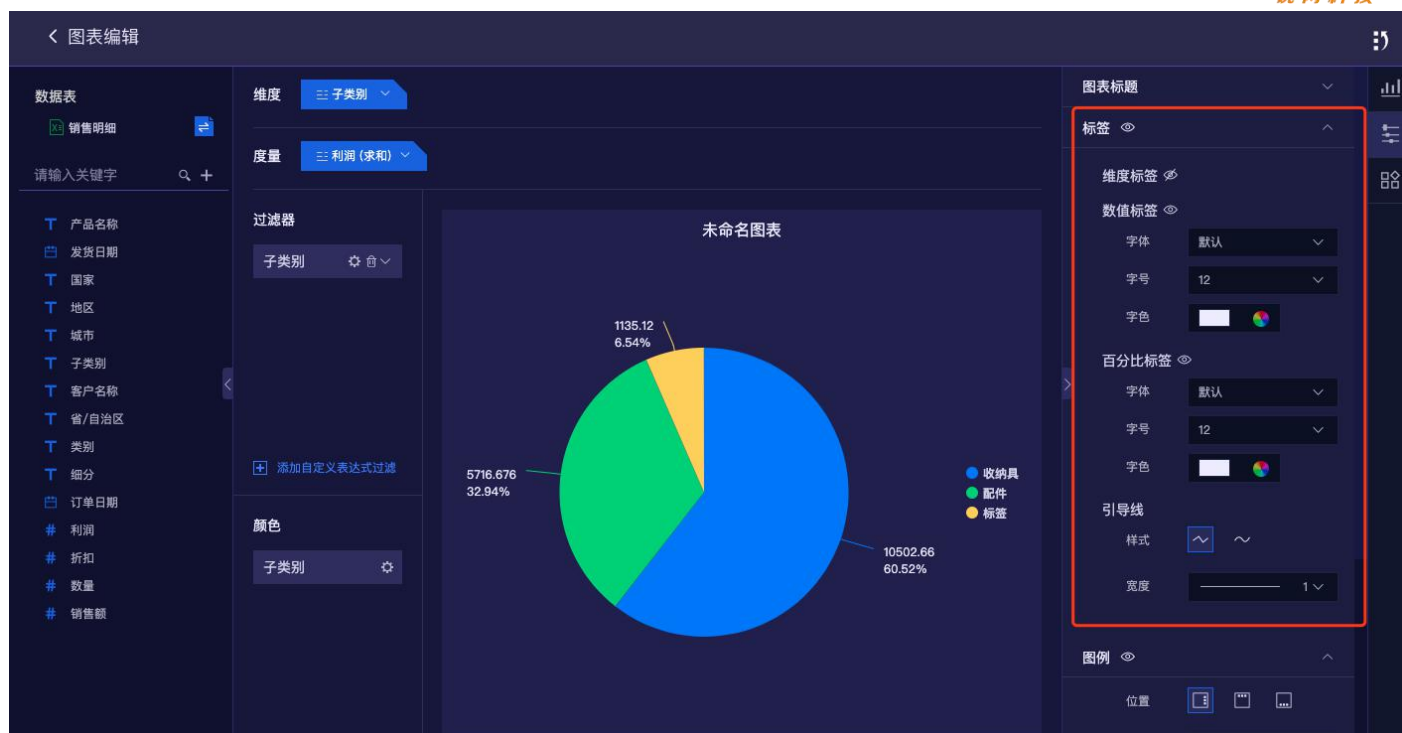 图表编辑
数据表
销售明细
请输入关键字
产品名称
发货日期
国家
地区
城市
子类别
客户名称
省/自治区
类别
细分
订单日期
利润
折扣
数量
销售额
维度 子类别
度量 利润 (求和)
过滤器
子类别
添加自定义表达式过滤
颜色
子类别
未命名图表
1135.12
6.54%
5716.676
32.94%
10502.66
60.52%
收纳具
配件
标签
图表标题
标签
维度标签
数值标签
字体 默认
字号 12
字色
百分比标签
字体 默认
字号 12
字色
引导线
样式
宽度 1
图例
位置